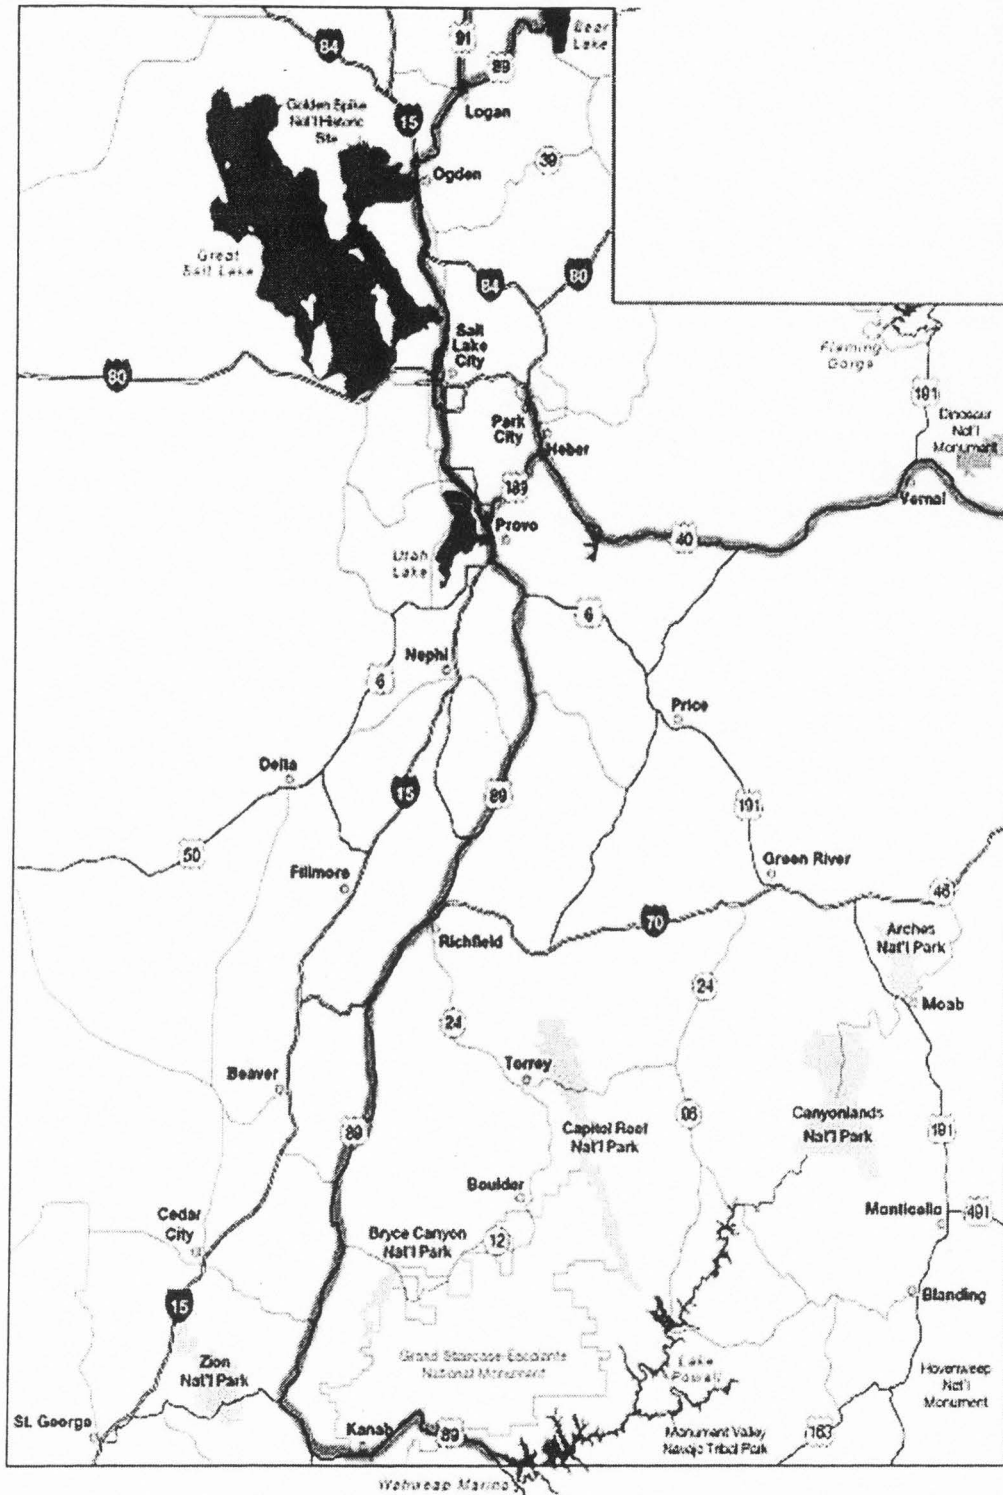 Bear
Lake
84
91
89
15
Logan
Golden Spike
Nat'l Historic
Site
39
Ogden
Great
Salt Lake
84
80
Salt
Lake
City
80
Flaming
Gorge
191
Dinosaur
Nat'l
Monument
Park
City
Heber
189
Vernal
Provo
40
Utah
Lake
6
Nephi
6
Price
Delta
15
89
191
50
Fillmore
Green River
46
70
Richfield
Arches
Nat'l Park
24
24
Moab
Torrey
Beaver
Canyonlands
Nat'l Park
95
Capitol Reef
Nat'l Park
89
191
Boulder
Cedar
City
Monticello
491
Bryce Canyon
Nat'l Park
12
15
Blanding
Grand Staircase-Escalante
National Monument
Zion
Nat'l Park
Lake
Powell
Hovenweep
Nat'l
Monument
St. George
Kanab
89
Monument Valley
Navajo Tribal Park
163
Wahweap Marina